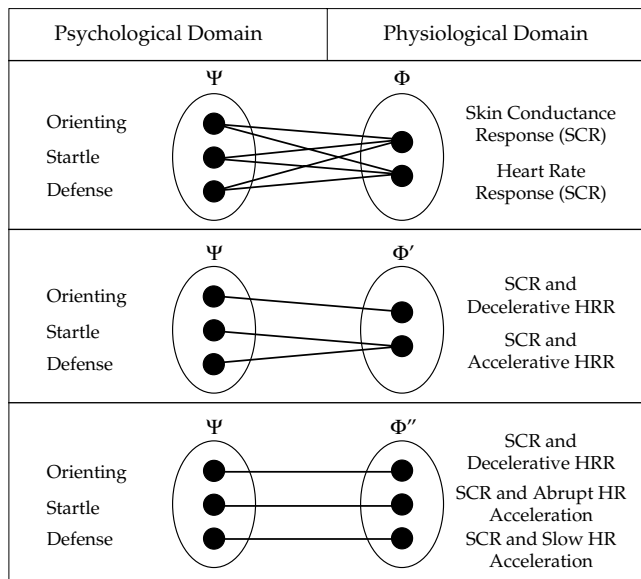 Psychological Domain
Physiological Domain
Ψ
Φ
Orienting
Startle
Defense
Skin Conductance
Response (SCR)
Heart Rate
Response (SCR)
Ψ
Φ′
Orienting
Startle
Defense
SCR and
Decelerative HRR
SCR and
Accelerative HRR
Ψ
Φ″
Orienting
Startle
Defense
SCR and
Decelerative HRR
SCR and Abrupt HR
Acceleration
SCR and Slow HR
Acceleration